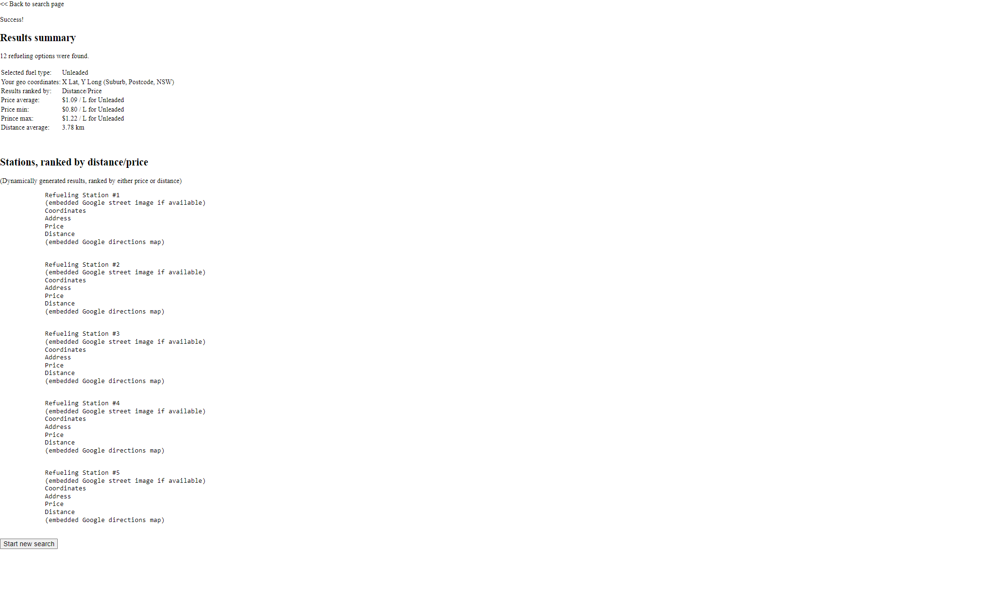 << Back to search page
Success!
Results summary
12 refueling options were found.
Selected fuel type: Unleaded
Your geo coordinates: X Lat, Y Long (Suburb, Postcode, NSW)
Results ranked by: Distance/Price
Price average: $1.09 / L for Unleaded
Price min: $0.80 / L for Unleaded
Prince max: $1.22 / L for Unleaded
Distance average: 3.78 km
Stations, ranked by distance/price
(Dynamically generated results, ranked by either price or distance)
Refueling Station #1
(embedded Google street image if available)
Coordinates
Address
Price
Distance
(embedded Google directions map)
Refueling Station #2
(embedded Google street image if available)
Coordinates
Address
Price
Distance
(embedded Google directions map)
Refueling Station #3
(embedded Google street image if available)
Coordinates
Address
Price
Distance
(embedded Google directions map)
Refueling Station #4
(embedded Google street image if available)
Coordinates
Address
Price
Distance
(embedded Google directions map)
Refueling Station #5
(embedded Google street image if available)
Coordinates
Address
Price
Distance
(embedded Google directions map)
Start new search